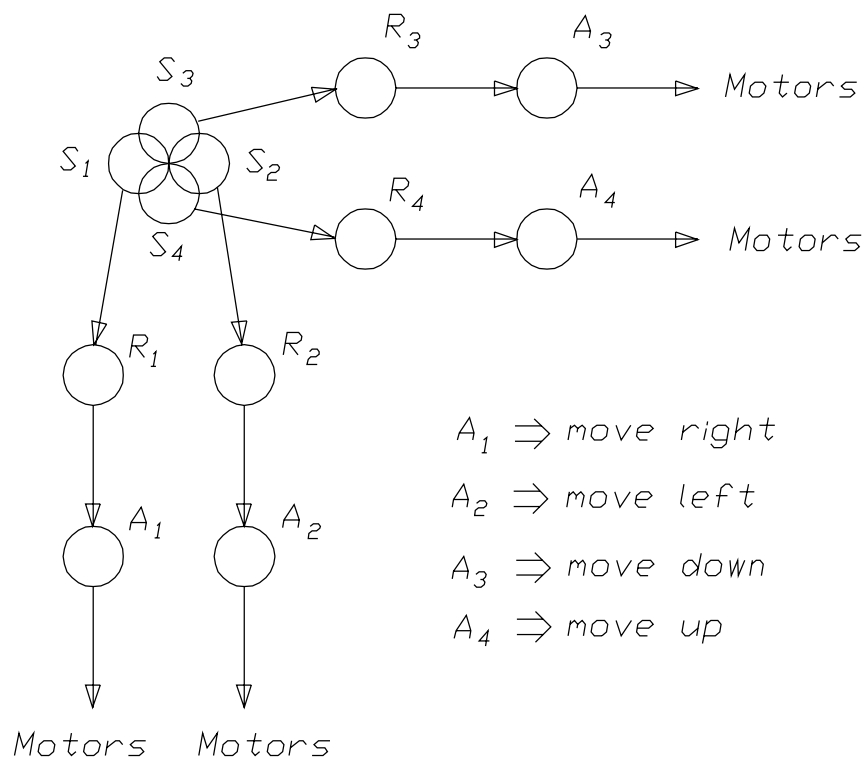 R₃ A₃
S₃
Motors
S₁ S₂
R₄ A₄
S₄
Motors
R₁ R₂
A₁ ⇒ move right
A₂ ⇒ move left
A₁ A₂
A₃ ⇒ move down
A₄ ⇒ move up
Motors Motors